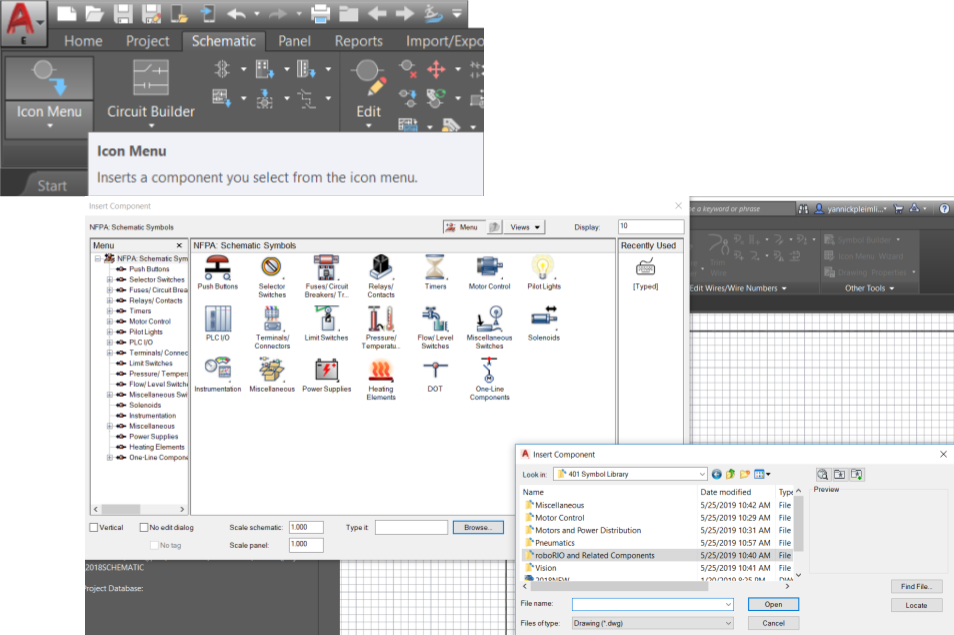 A
E
Home Project Schematic Panel Reports Import/Expo
Icon Menu
Circuit Builder
Edit
Icon Menu
Inserts a component you select from the icon menu.
Start
Insert Component
NFPA: Schematic Symbols
Menu
Views
Display:
10
Menu
NFPA: Schematic Sym
Push Buttons
Selector Switches
Fuses/ Circuit Brea
Relays/ Contacts
Timers
Motor Control
Pilot Lights
PLC I/O
Terminals/ Connec
Limit Switches
Pressure/ Temper
Flow/ Level Switch
Miscellaneous Swi
Solenoids
Instrumentation
Miscellaneous
Power Supplies
Heating Elements
One-Line Compon
NFPA: Schematic Symbols
Push Buttons
Selector
Switches
Fuses/ Circuit
Breakers/ Tr...
Relays/
Contacts
Timers
Motor Control
Pilot Lights
PLC I/O
Terminals/
Connectors
Limit Switches
Pressure/
Temperatu..
Flow/ Level
Switches
Miscellaneous
Switches
Solenoids
Instrumentation
Miscellaneous
Power Supplies
Heating
Elements
DOT
One-Line
Components
Recently Used
[Typed]
Vertical
No edit dialog
No tag
Scale schematic:
1.000
Scale panel:
1.000
Type it:
Browse...
2018SCHEMATIC
Project Database:
e a keyword or phrase
yannickpleimli...
Trim
Wire
Symbol Builder
Icon Menu Wizard
Drawing Properties
Edit Wires/Wire Numbers
Other Tools
Insert Component
Look in:
401 Symbol Library
Name Date modified Type
Miscellaneous 5/25/2019 10:42 AM File
Motor Control 5/25/2019 10:29 AM File
Motors and Power Distribution 5/25/2019 10:31 AM File
Pneumatics 5/25/2019 10:57 AM File
roboRIO and Related Components 5/25/2019 10:40 AM File
Vision 5/25/2019 10:41 AM File
2018NEW 1/20/2019 8:25 PM DW
Preview
File name:
Open
Files of type:
Drawing (*.dwg)
Cancel
Find File...
Locate